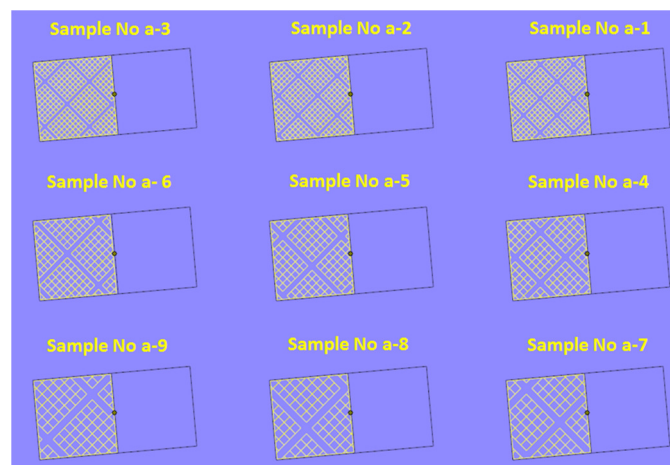 Sample No a-3
Sample No a-2
Sample No a-1
Sample No a- 6
Sample No a-5
Sample No a-4
Sample No a-9
Sample No a-8
Sample No a-7